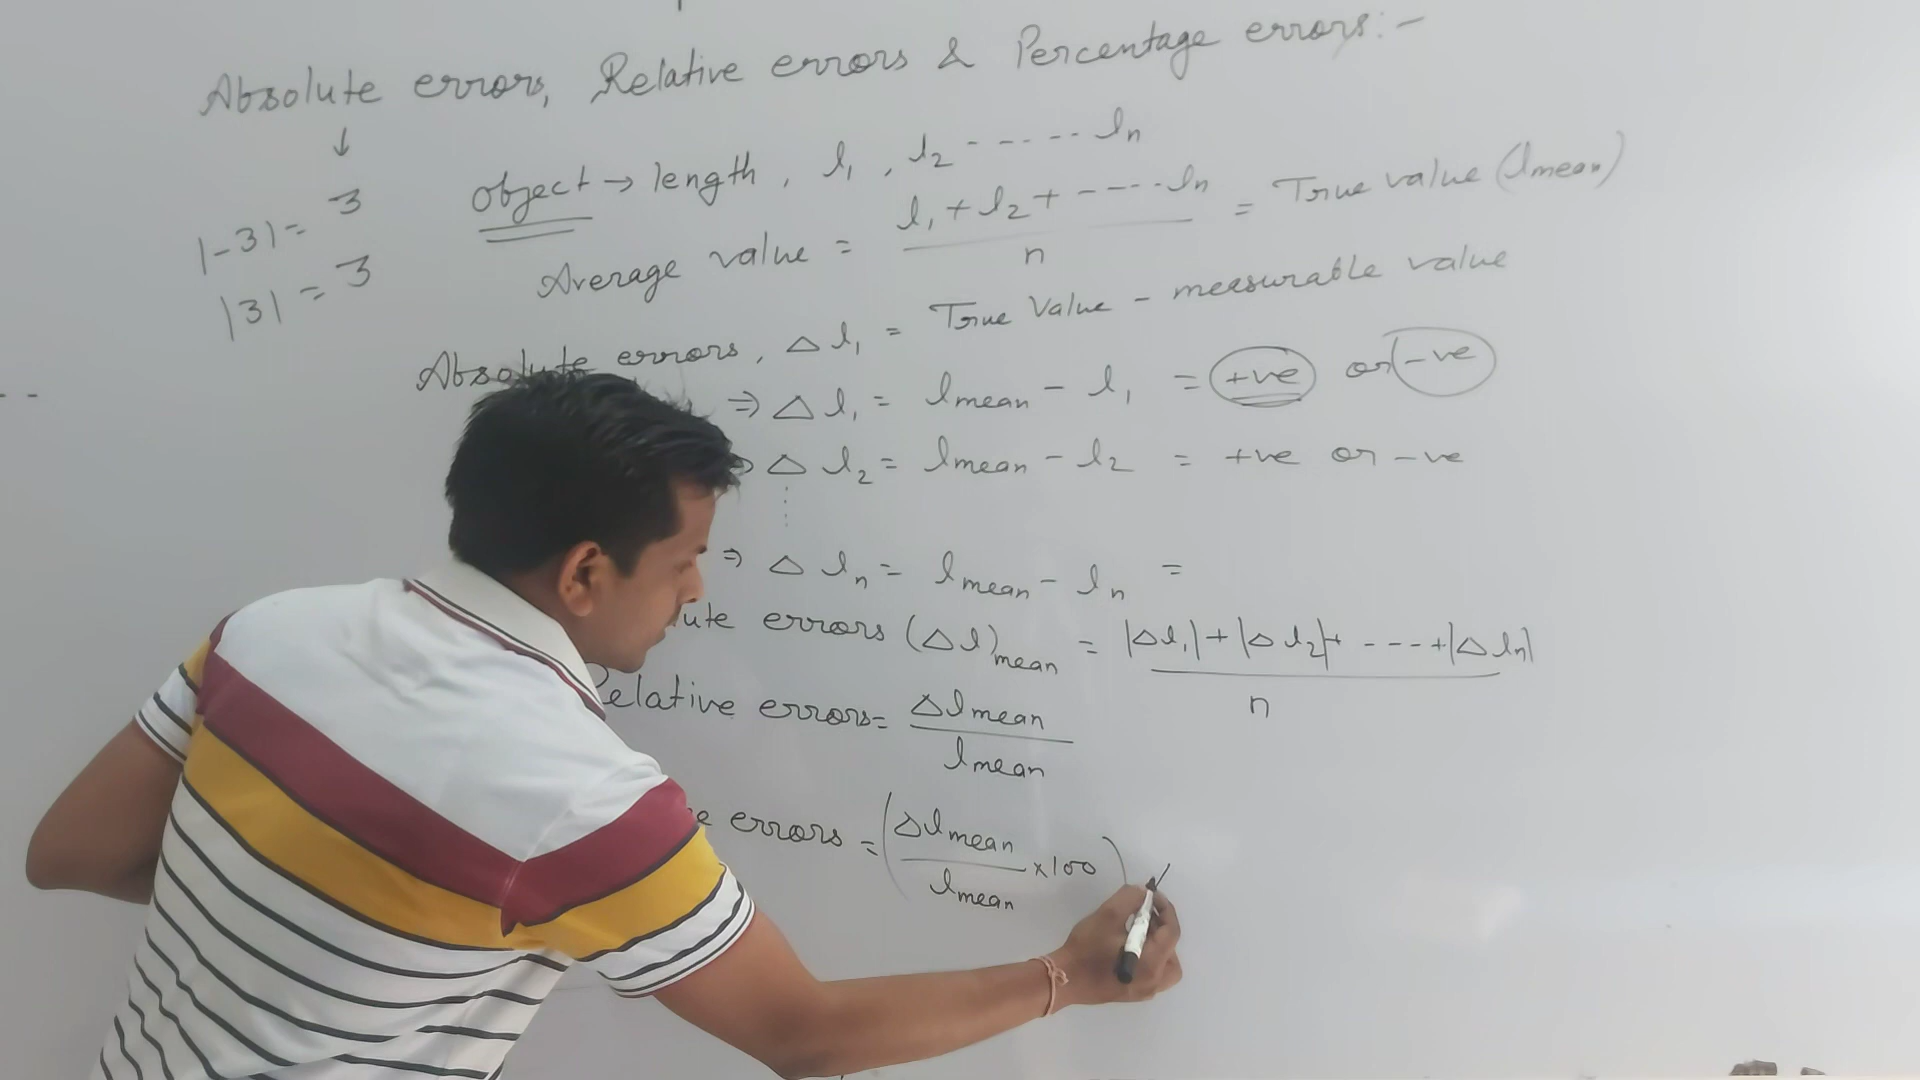 Absolute errors, Relative errors & Percentage errors:-
↓
|-3| = 3
|3| = 3
Object → length, l₁, l₂ ------ lₙ
Average value = (l₁ + l₂ + ----- lₙ)/n = True value (lmean)
Absolute errors, Δl₁ = True Value - measurable value
⇒ Δl₁ = lmean - l₁ = +ve or -ve
⇒ Δl₂ = lmean - l₂ = +ve or -ve
⇒ Δlₙ = lmean - lₙ =
lute errors (Δl)mean = (|Δl₁| + |Δl₂| + ---- + |Δlₙ|)/n
Relative errors = Δlmean/lmean
e errors = (Δlmean/lmean × 100)